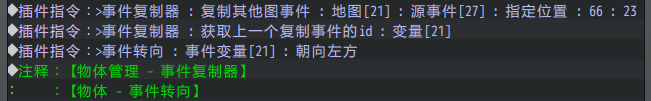 ◆插件指令：>事件复制器 : 复制其他图事件 : 地图[21] : 源事件[27] : 指定位置 : 66 : 23
◆插件指令：>事件复制器 : 获取上一个复制事件的id : 变量[21]
◆插件指令：>事件转向 : 事件变量[21] : 朝向左方
◆注释：【物体管理 - 事件复制器】
：　　：【物体 - 事件转向】